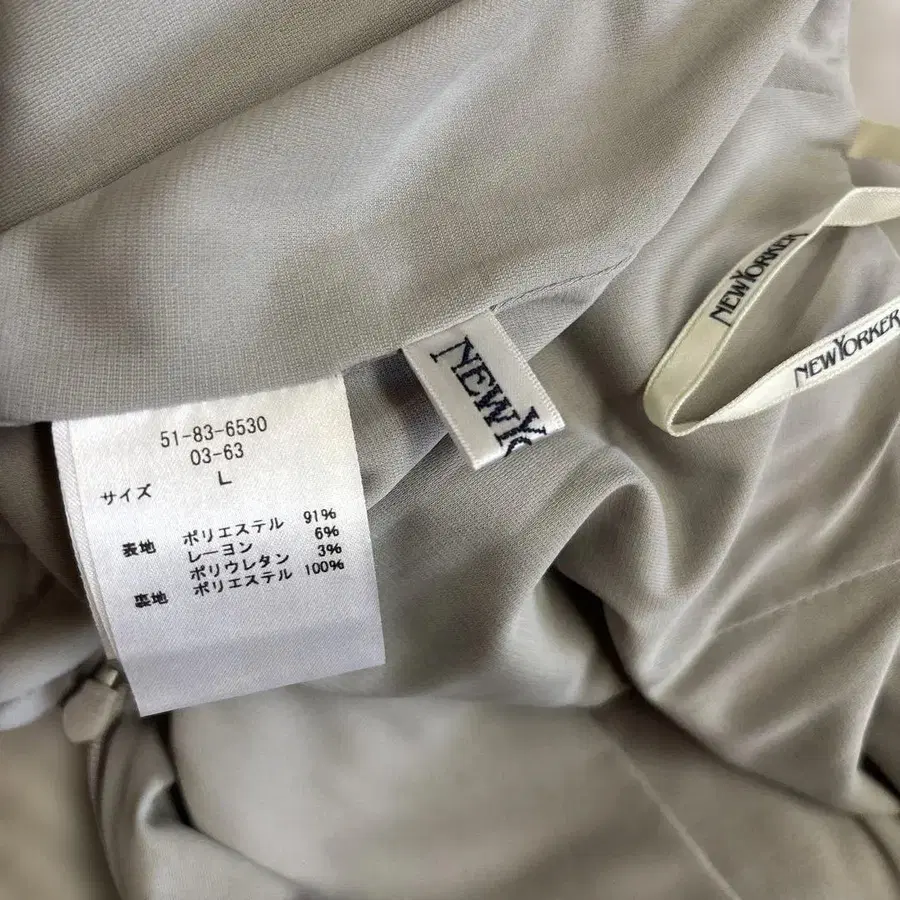 NEWYORKER
NEWYORKER
NEWYO
51-83-6530
03-63
サイズ L
表地 ポリエステル 91%
レーヨン 6%
ポリウレタン 3%
裏地 ポリエステル 100%